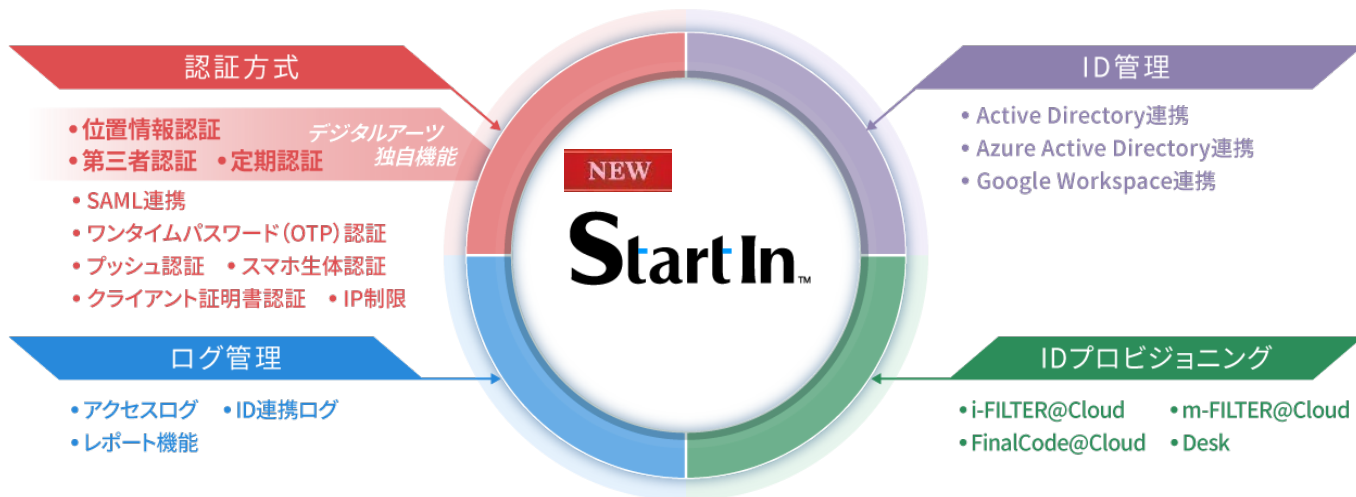 認証方式
• 位置情報認証
• 第三者認証 • 定期認証
デジタルアーツ
独自機能
• SAML連携
• ワンタイムパスワード（OTP）認証
• プッシュ認証 • スマホ生体認証
• クライアント証明書認証 • IP制限
ログ管理
• アクセスログ • ID連携ログ
• レポート機能
NEW
StartIn™
ID管理
• Active Directory連携
• Azure Active Directory連携
• Google Workspace連携
IDプロビジョニング
• i-FILTER@Cloud • m-FILTER@Cloud
• FinalCode@Cloud • Desk